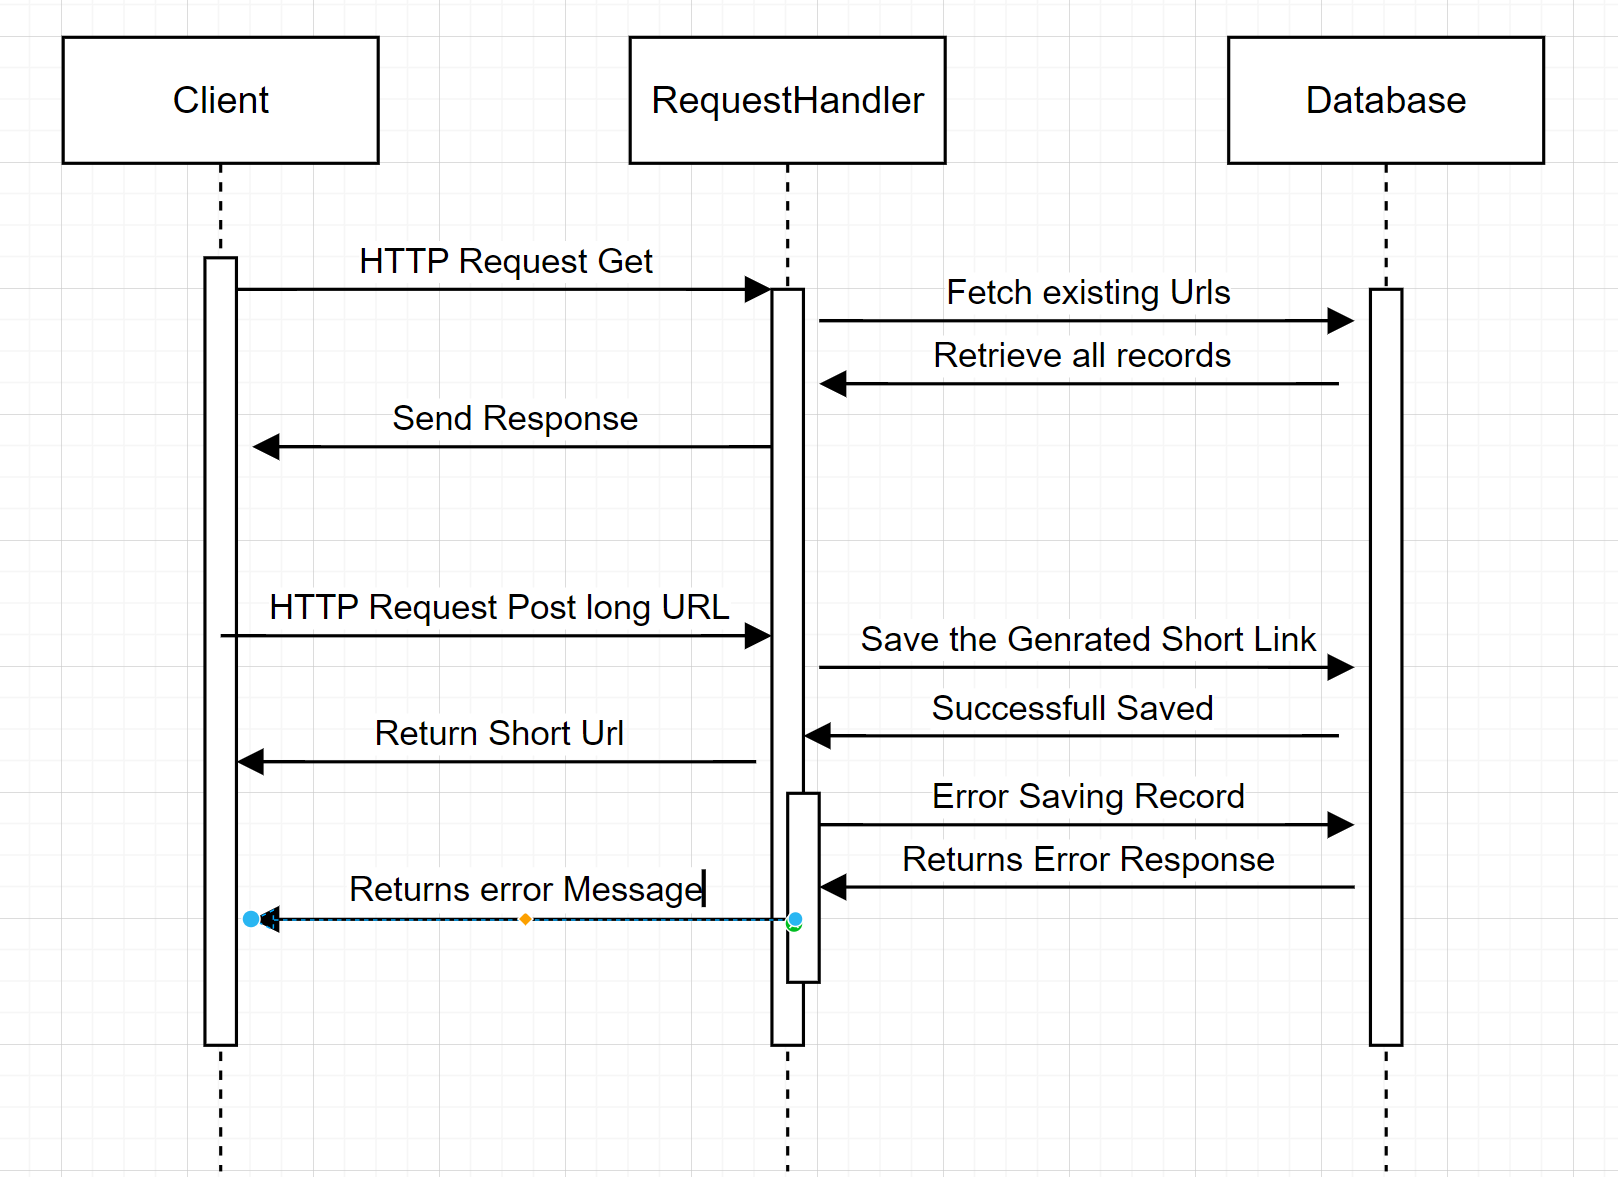 Client
RequestHandler
Database
HTTP Request Get
Fetch existing Urls
Retrieve all records
Send Response
HTTP Request Post long URL
Save the Genrated Short Link
Successfull Saved
Return Short Url
Error Saving Record
Returns Error Response
Returns error Message